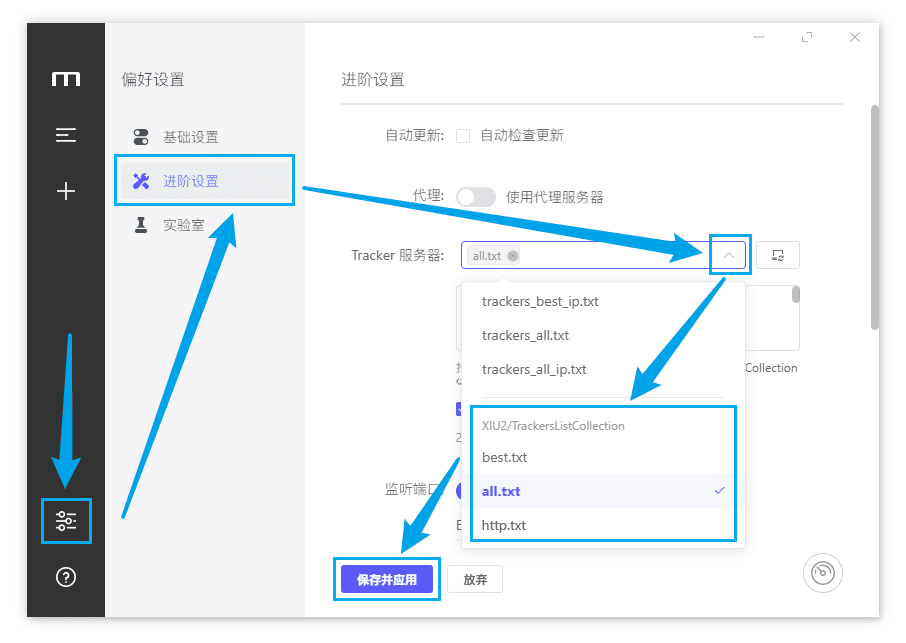 偏好设置
基础设置
进阶设置
实验室
进阶设置
自动更新: 自动检查更新
代理: 使用代理服务器
Tracker 服务器: all.txt
trackers_best_ip.txt
trackers_all.txt
trackers_all_ip.txt
Collection
XIU2/TrackersListCollection
best.txt
all.txt
http.txt
监听端口
保存并应用 放弃